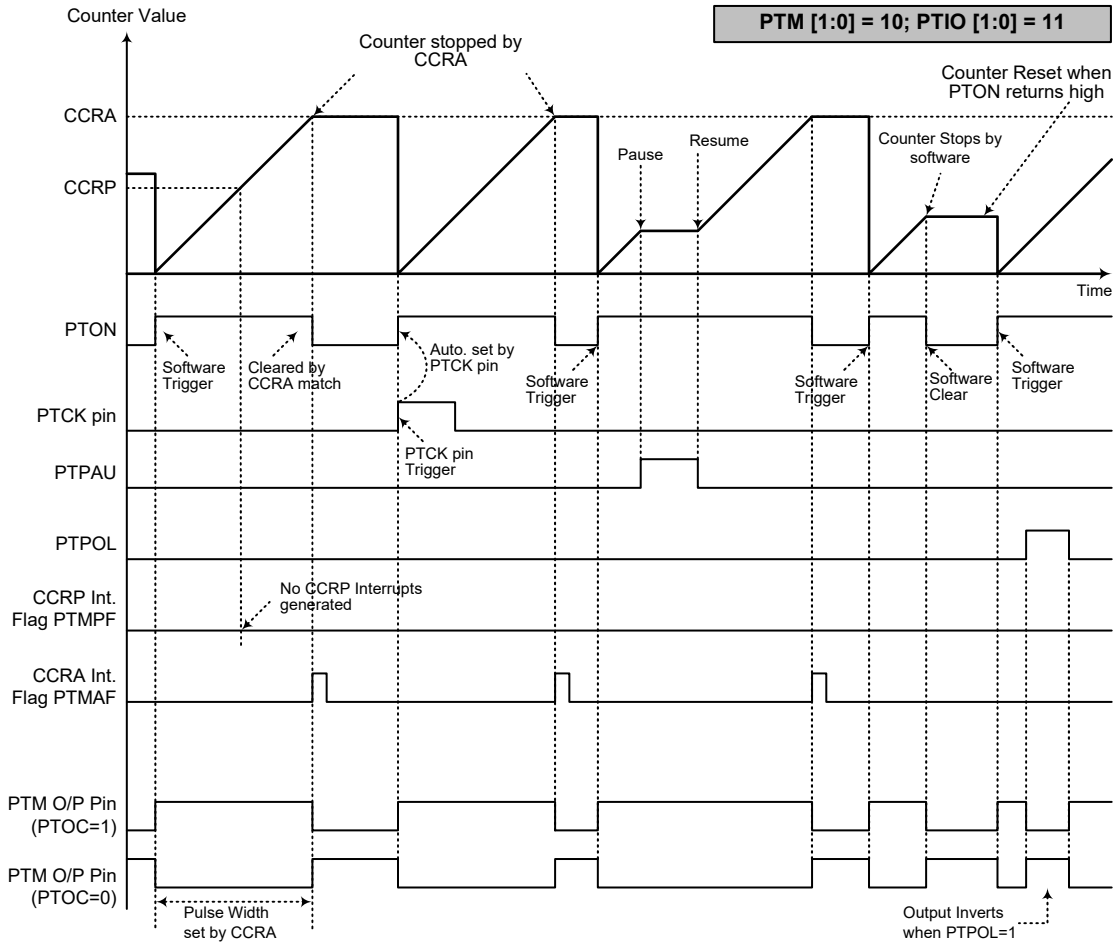 Counter Value
PTM [1:0] = 10; PTIO [1:0] = 11
Counter stopped by
CCRA
Counter Reset when
PTON returns high
CCRA
Pause
Resume
Counter Stops by
software
CCRP
Time
PTON
Software
Trigger
Cleared by
CCRA match
Auto. set by
PTCK pin
Software
Trigger
Software
Trigger
Software
Clear
Software
Trigger
PTCK pin
PTCK pin
Trigger
PTPAU
PTPOL
CCRP Int.
Flag PTMPF
No CCRP Interrupts
generated
CCRA Int.
Flag PTMAF
PTM O/P Pin
(PTOC=1)
PTM O/P Pin
(PTOC=0)
Pulse Width
set by CCRA
Output Inverts
when PTPOL=1